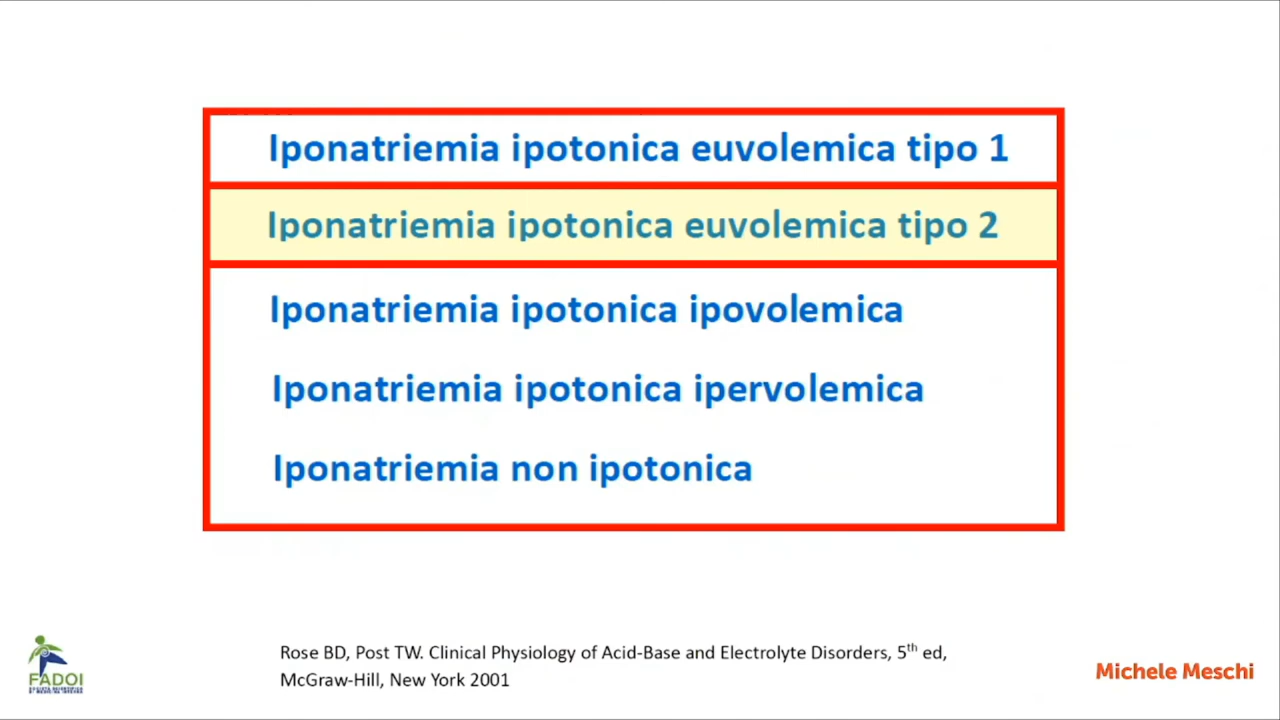 Iponatriemia ipotonica euvolemica tipo 1
Iponatriemia ipotonica euvolemica tipo 2
Iponatriemia ipotonica ipovolemica
Iponatriemia ipotonica ipervolemica
Iponatriemia non ipotonica
Rose BD, Post TW. Clinical Physiology of Acid-Base and Electrolyte Disorders, 5th ed,
McGraw-Hill, New York 2001
FADOI
Michele Meschi